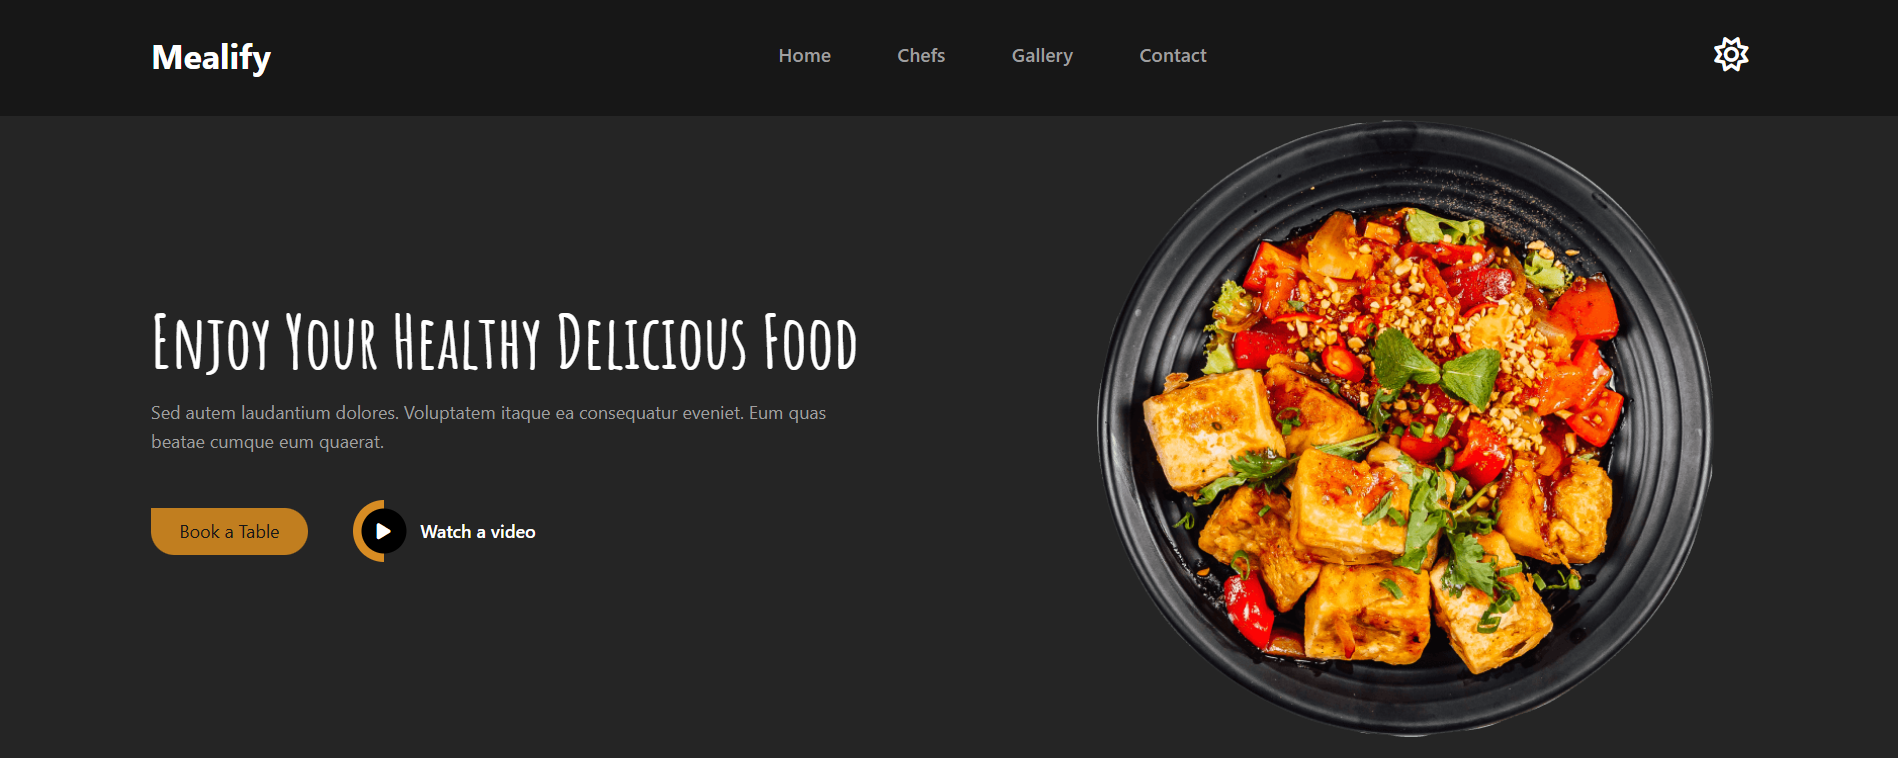 Mealify
Home
Chefs
Gallery
Contact
Enjoy Your Healthy Delicious Food
Sed autem laudantium dolores. Voluptatem itaque ea consequatur eveniet. Eum quas
beatae cumque eum quaerat.
Book a Table
Watch a video